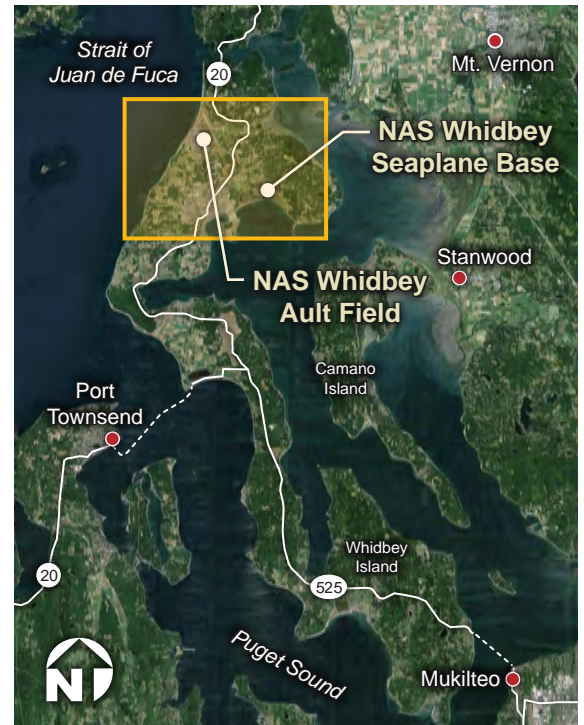 Strait of
Juan de Fuca
20
Mt. Vernon
NAS Whidbey
Seaplane Base
Stanwood
NAS Whidbey
Ault Field
Camano
Island
Port
Townsend
Whidbey
Island
20
525
Puget Sound
Mukilteo
N